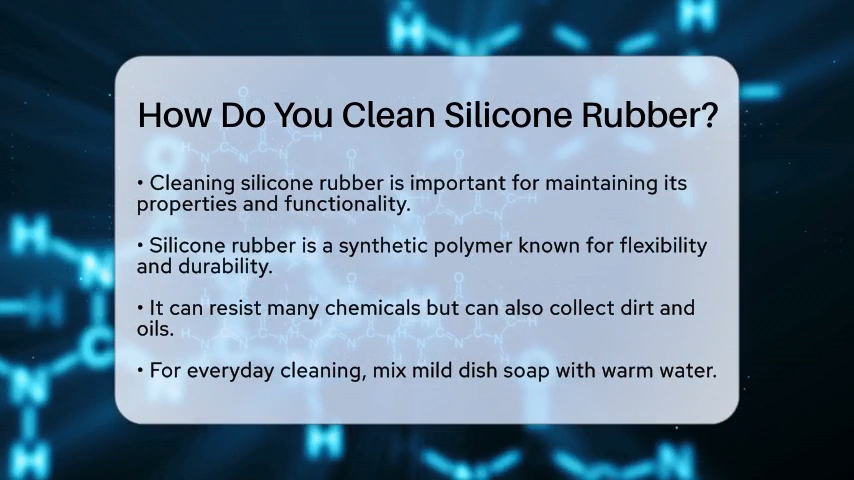 How Do You Clean Silicone Rubber?
• Cleaning silicone rubber is important for maintaining its
properties and functionality.
• Silicone rubber is a synthetic polymer known for flexibility
and durability.
• It can resist many chemicals but can also collect dirt and
oils.
• For everyday cleaning, mix mild dish soap with warm water.